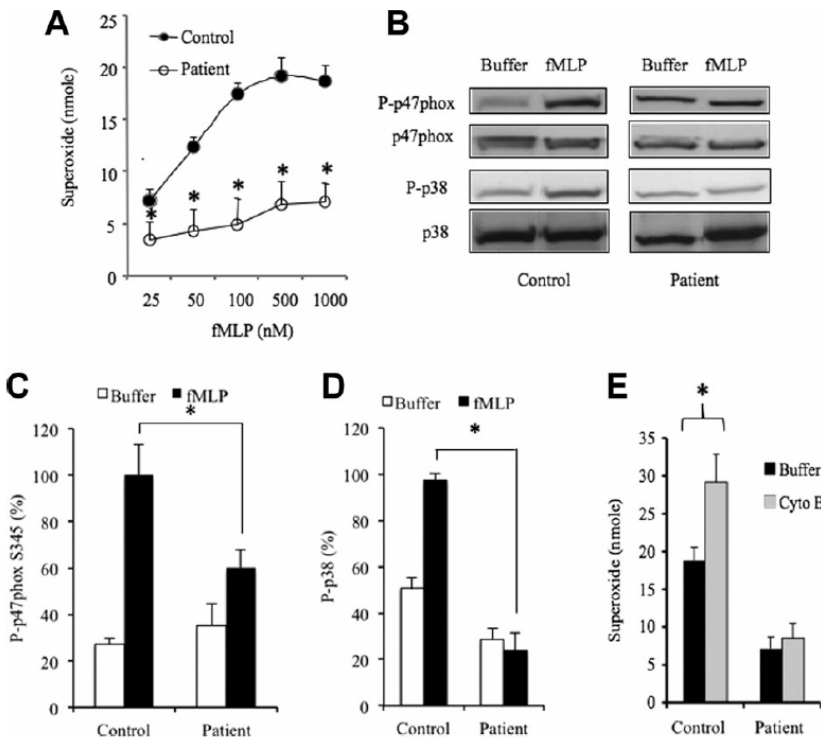 A
Control
Patient
Superoxide (nmole)
25
20
15
10
5
0
*
*
*
*
*
25 50 100 500 1000
fMLP (nM)
B
Buffer fMLP Buffer fMLP
P-p47phox
p47phox
P-p38
p38
Control Patient
C
Buffer fMLP
*
P-p47phox S345 (%)
120
100
80
60
40
20
0
Control Patient
D
Buffer fMLP
*
P-p38 (%)
120
100
80
60
40
20
0
Control Patient
E
*
Superoxide (nmole)
35
30
25
20
15
10
5
0
Buffer
Cyto B
Control Patient